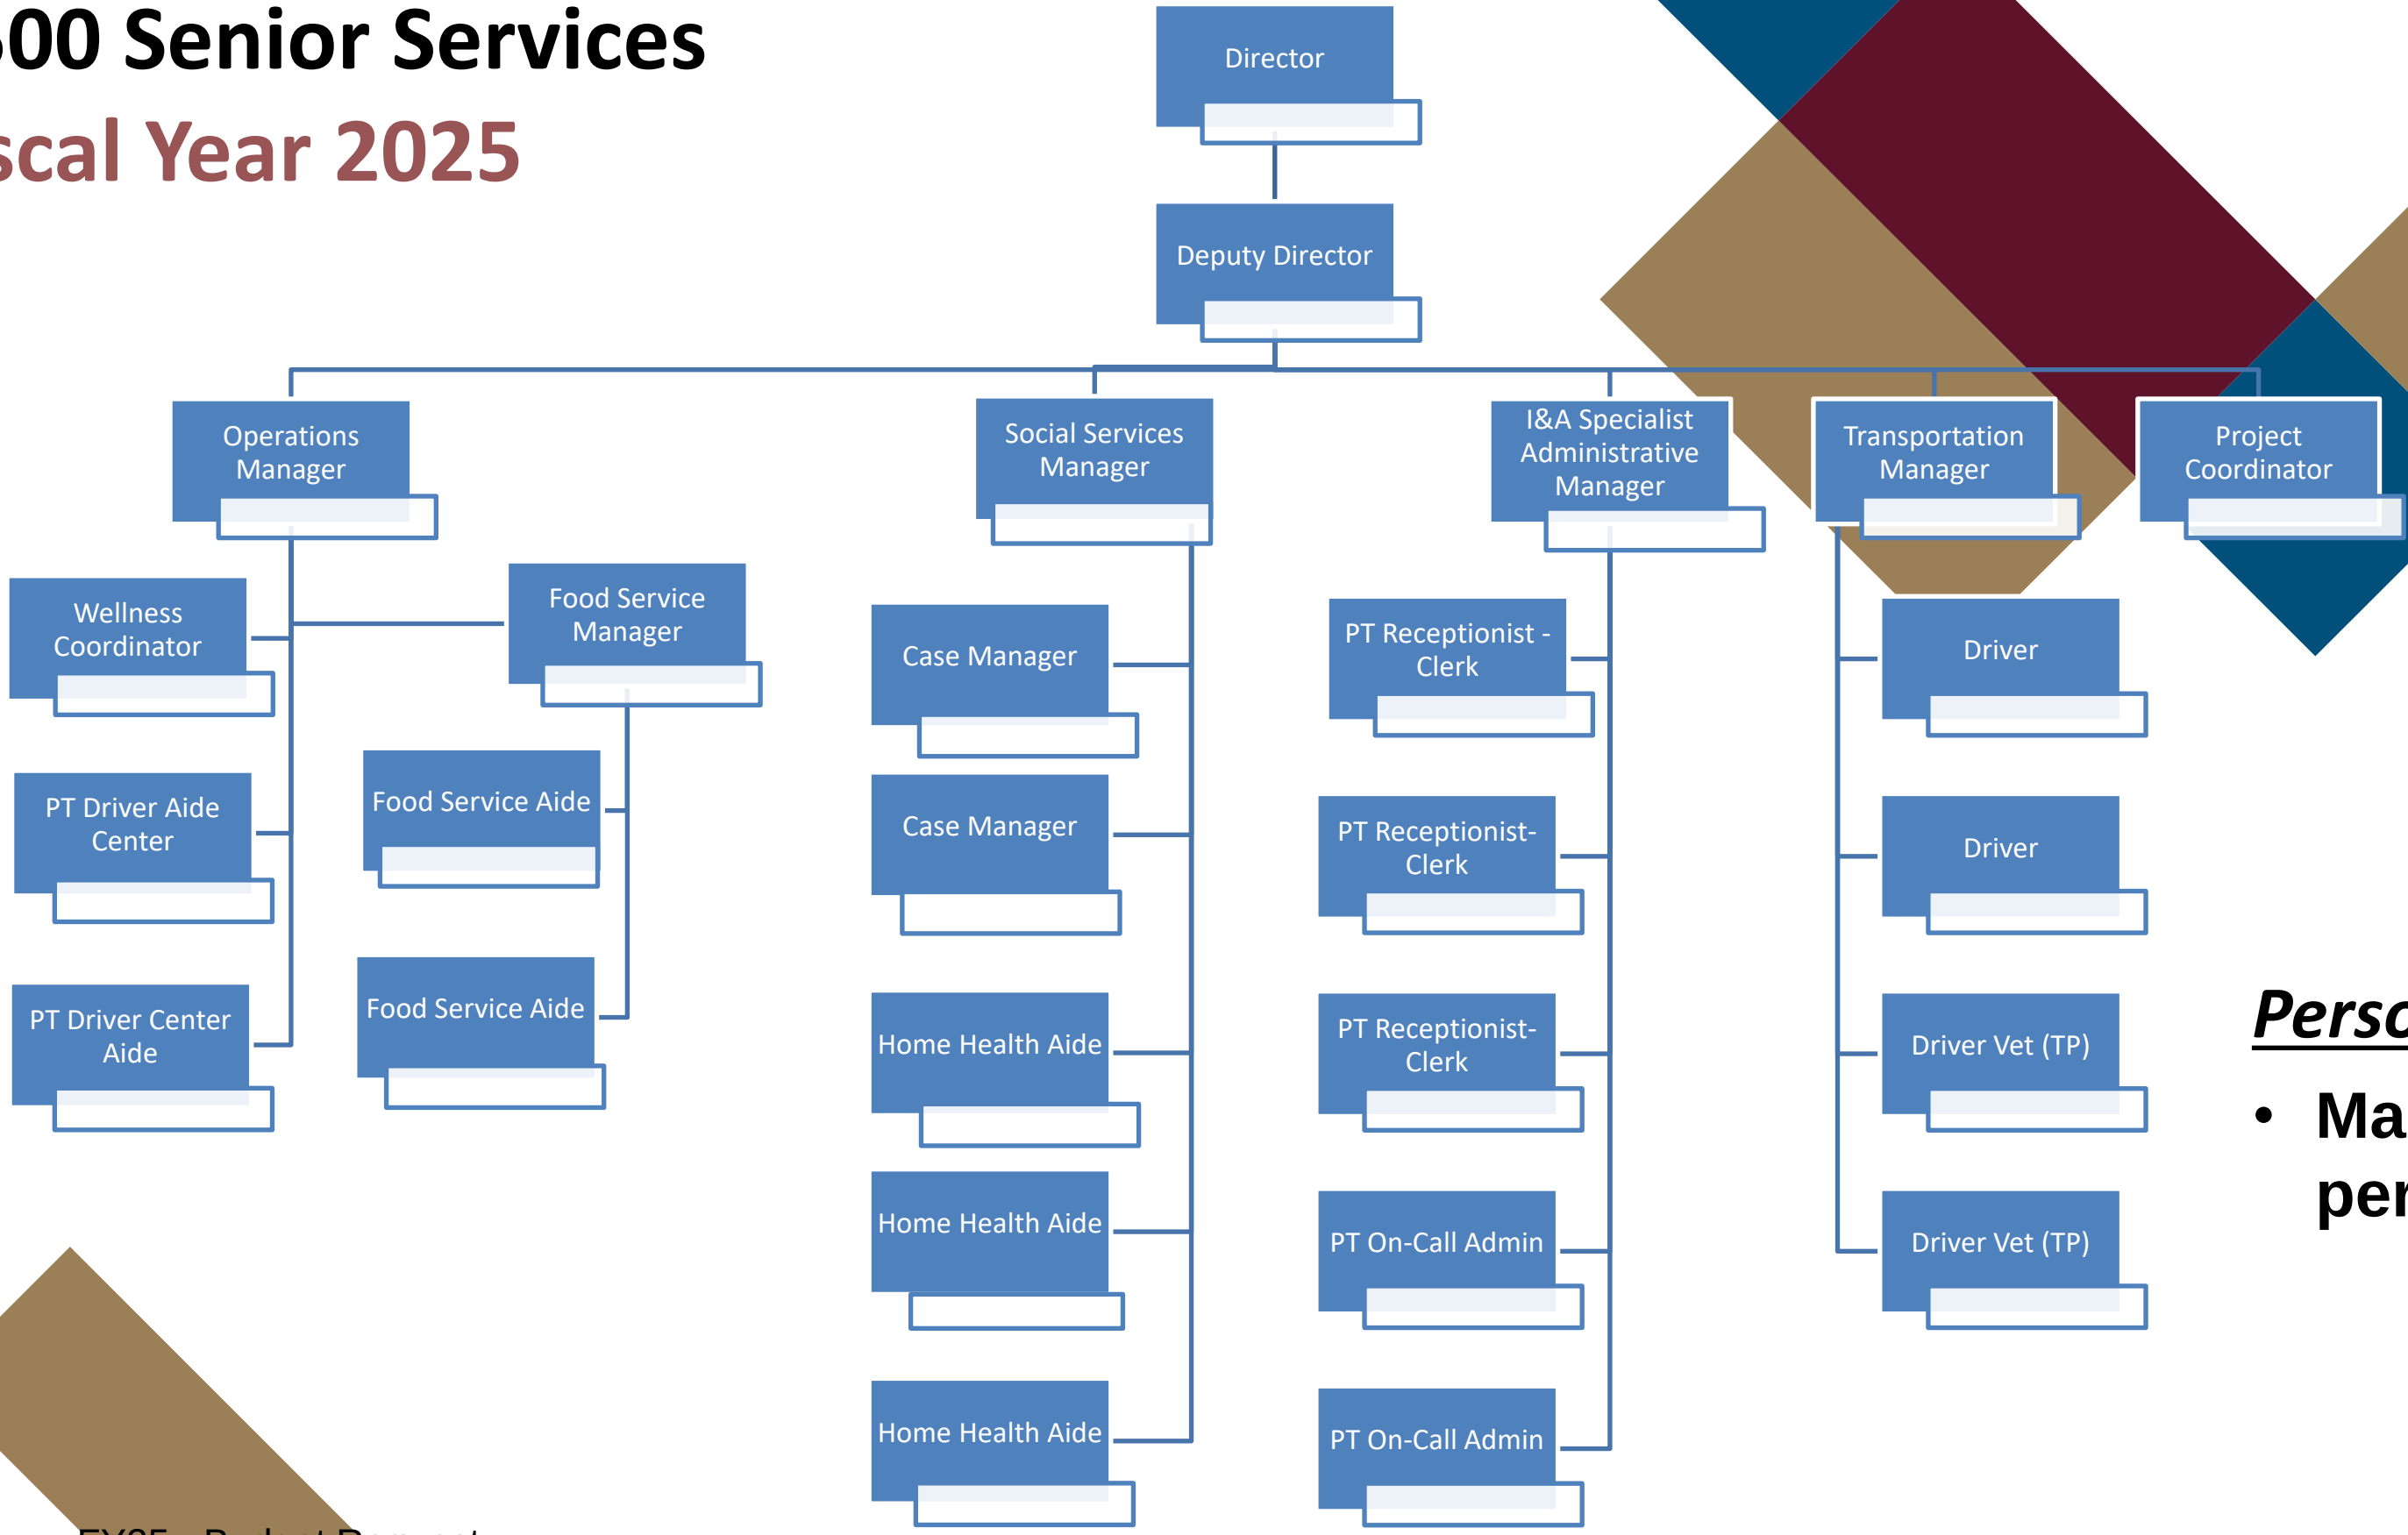 00 Senior Services
scal Year 2025
Director
Deputy Director
Operations
Manager
Social Services
Manager
I&A Specialist
Administrative
Manager
Transportation
Manager
Project
Coordinator
Wellness
Coordinator
Food Service
Manager
PT Driver Aide
Center
Food Service Aide
PT Driver Center
Aide
Food Service Aide
Case Manager
Case Manager
Home Health Aide
Home Health Aide
Home Health Aide
PT Receptionist -
Clerk
PT Receptionist-
Clerk
PT Receptionist-
Clerk
PT On-Call Admin
PT On-Call Admin
Driver
Driver
Driver Vet (TP)
Driver Vet (TP)
Perso
• Ma
per